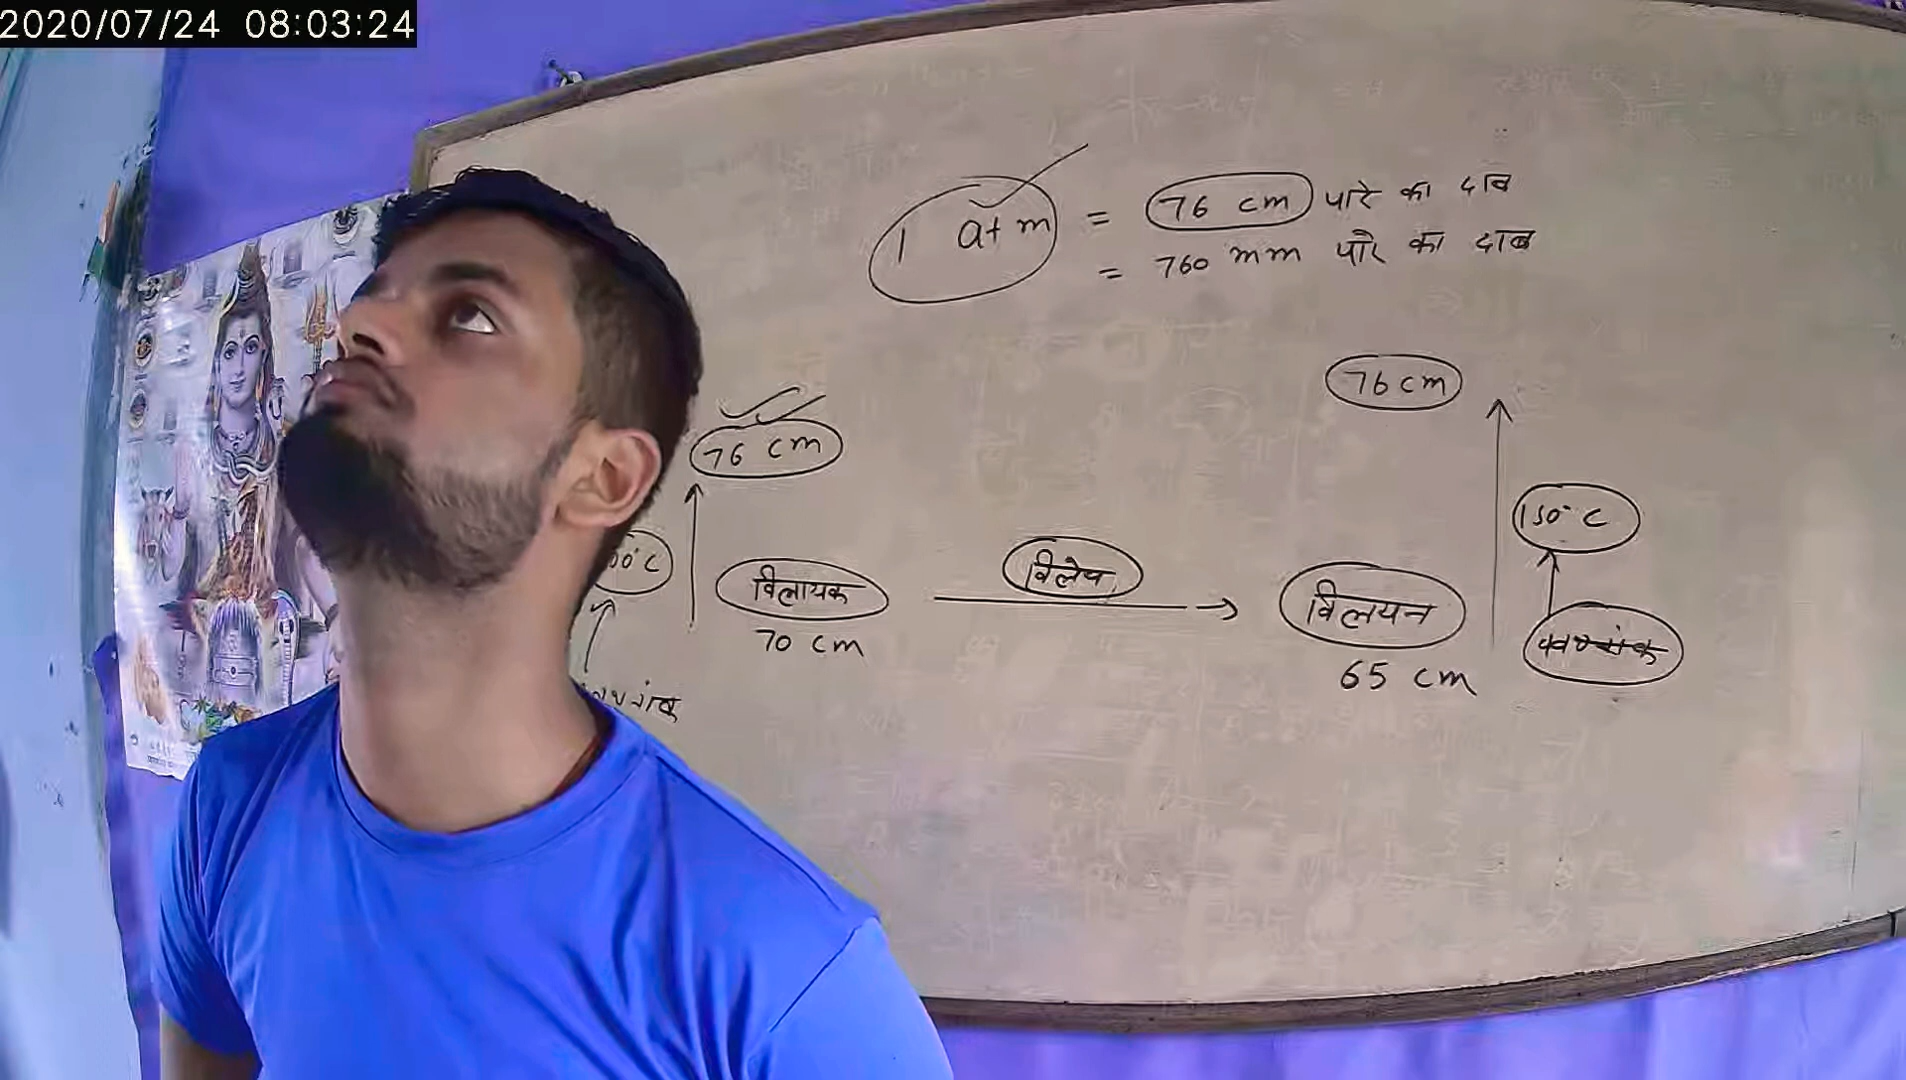 2020/07/24 08:03:24
1 atm = 76 cm पारे का दाब
= 760 mm पारे का दाब
76 cm
76 cm
150° C
00°C
विलायक
विलेय
विलयन
70 cm
65 cm